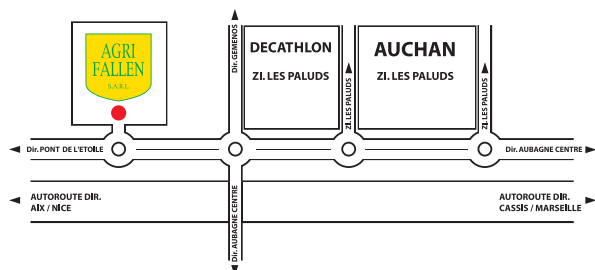 AGRI
FALLEN
S.A.R.L.
Dir. GEMENOS
DECATHLON
ZI. LES PALUDS
ZI. LES PALUDS
AUCHAN
ZI. LES PALUDS
ZI. LES PALUDS
Dir. PONT DE L'ETOILE
Dir. AUBAGNE CENTRE
AUTOROUTE DIR.
AIX / NICE
Dir. AUBAGNE CENTRE
AUTOROUTE DIR.
CASSIS / MARSEILLE